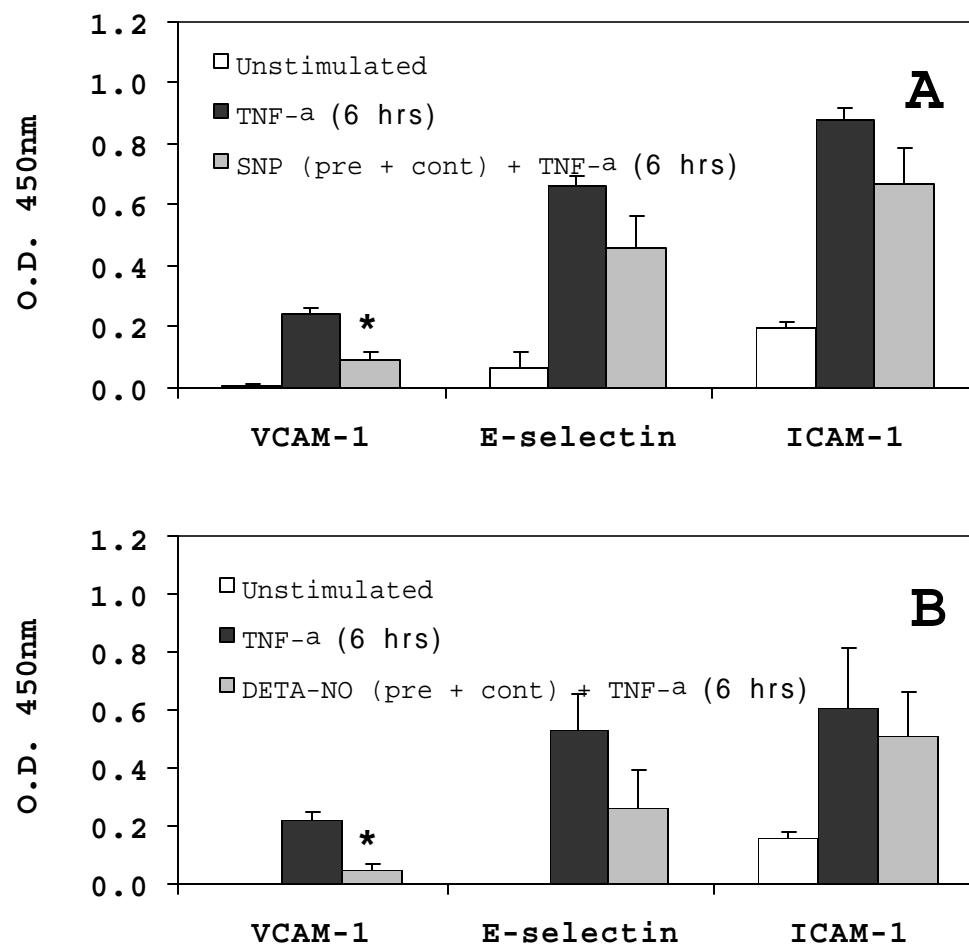 1.2
Unstimulated
A
1.0
TNF-a (6 hrs)
0.8
SNP (pre + cont) + TNF-a (6 hrs)
0.6
O.D. 450nm
0.4
*
0.2
0.0
VCAM-1 E-selectin ICAM-1
1.2
Unstimulated
B
1.0
TNF-a (6 hrs)
0.8
DETA-NO (pre + cont) + TNF-a (6 hrs)
0.6
O.D. 450nm
0.4
*
0.2
0.0
VCAM-1 E-selectin ICAM-1